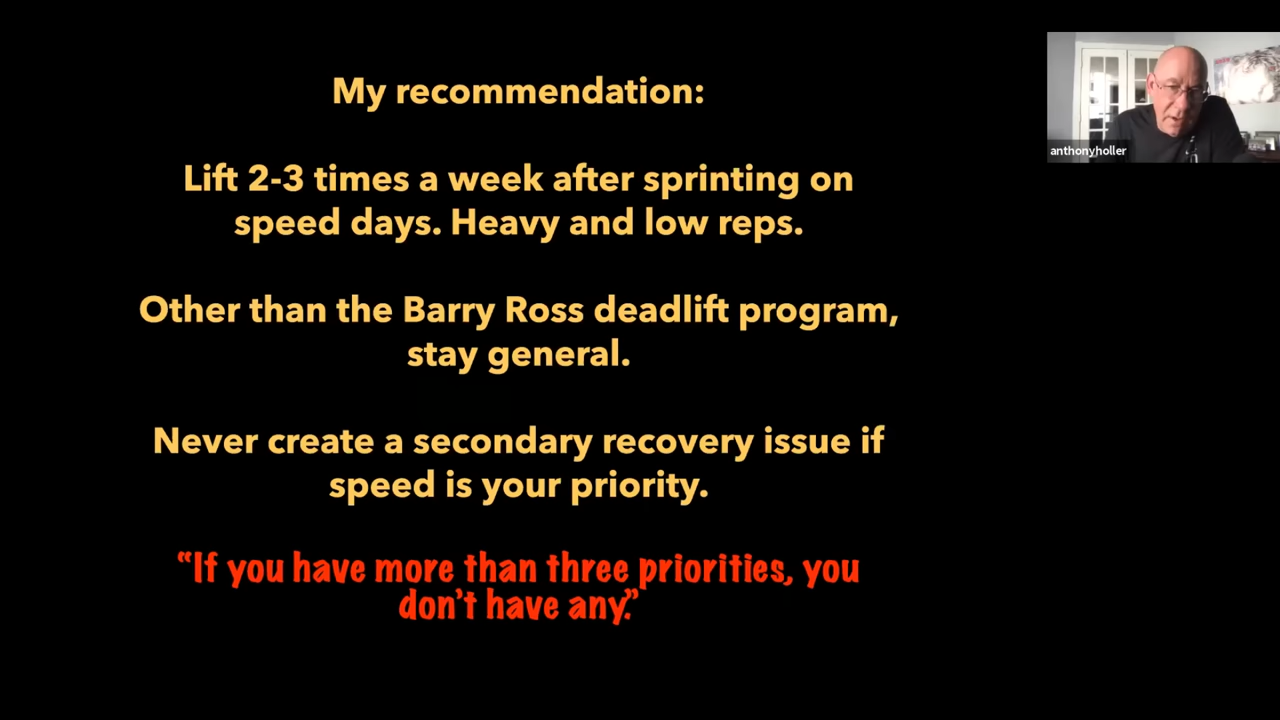 My recommendation:
Lift 2-3 times a week after sprinting on
speed days. Heavy and low reps.
Other than the Barry Ross deadlift program,
stay general.
Never create a secondary recovery issue if
speed is your priority.
“If you have more than three priorities, you
don’t have any.”
anthonyholler